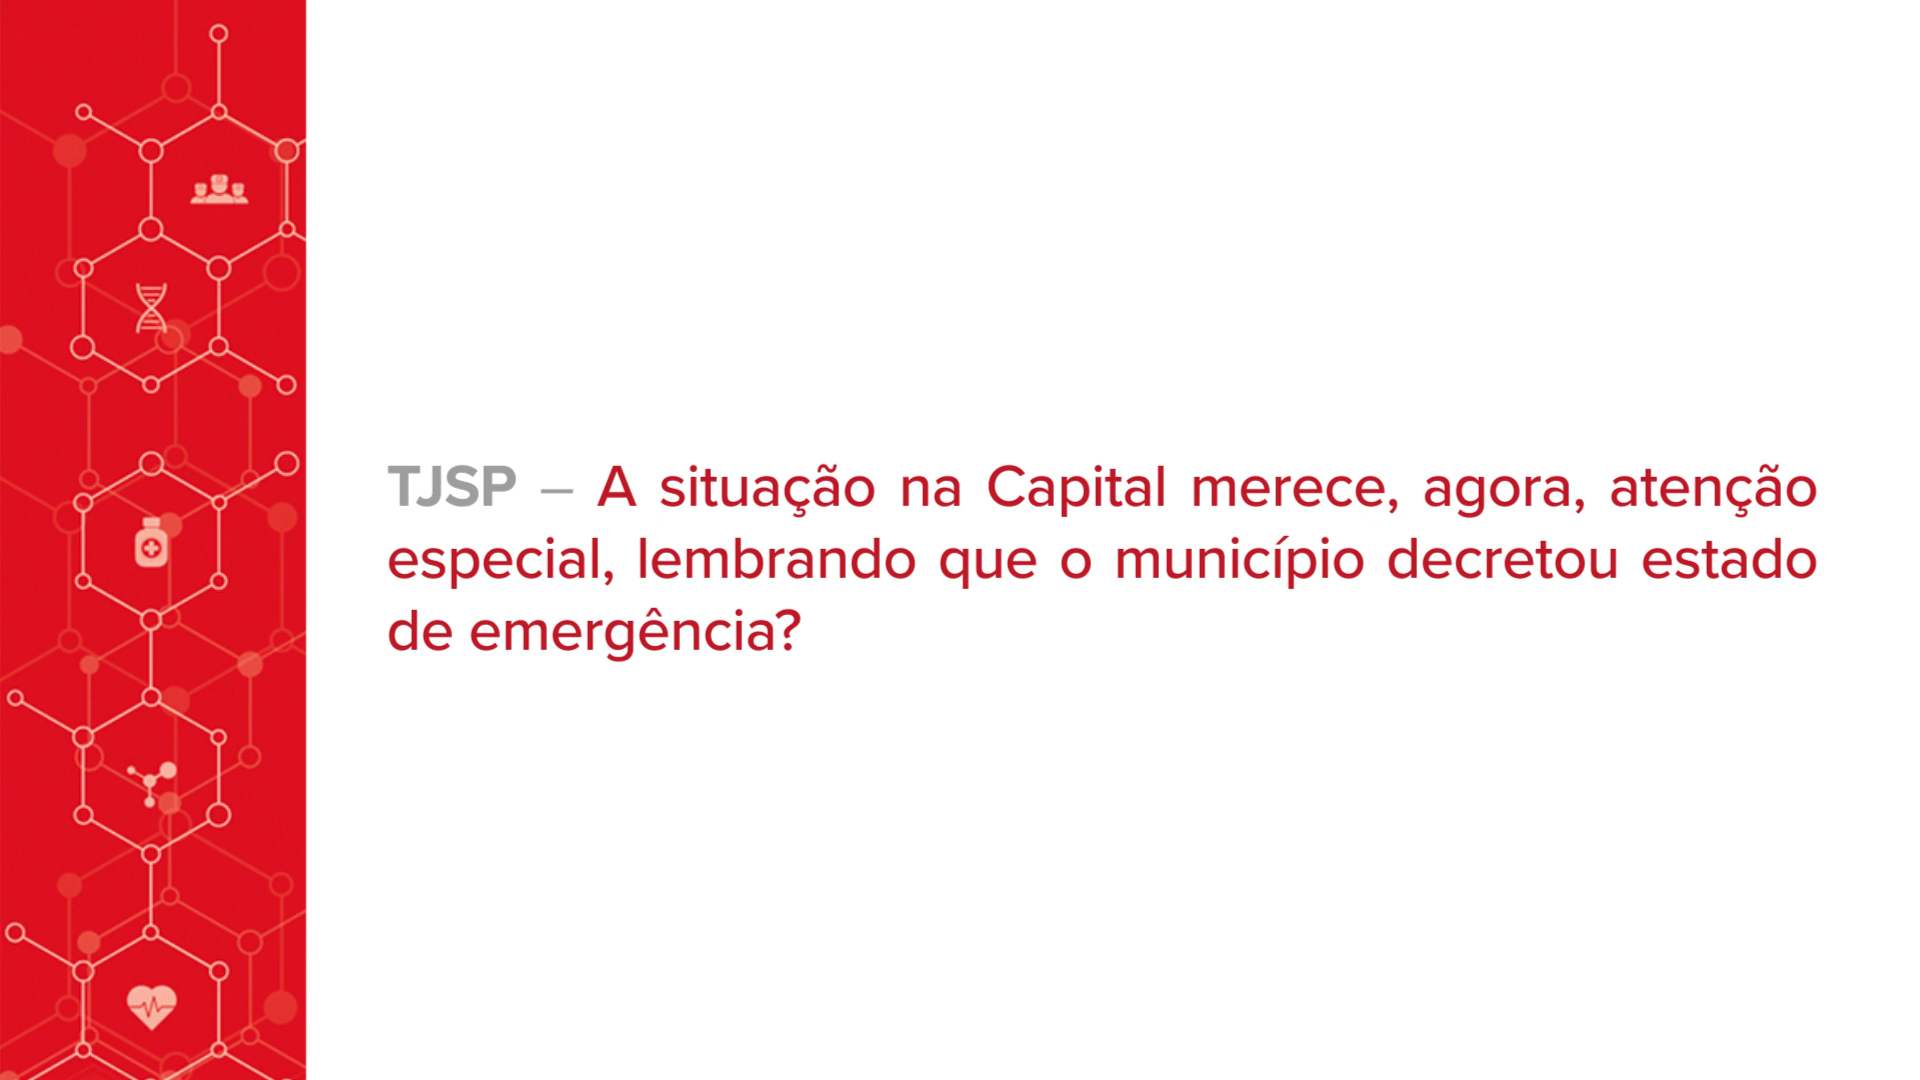 TJSP – A situação na Capital merece, agora, atenção
especial, lembrando que o município decretou estado
de emergência?